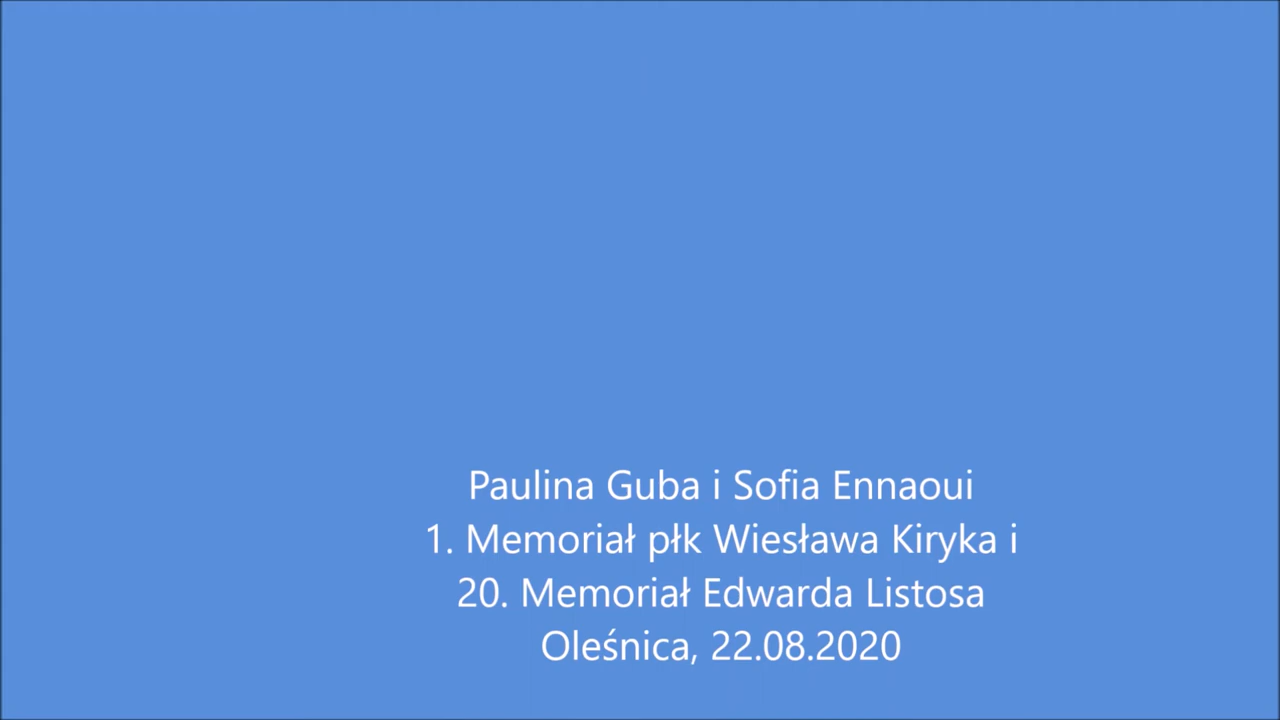 Paulina Guba i Sofia Ennaoui
1. Memoriał płk Wiesława Kiryka i
20. Memoriał Edwarda Listosa
Oleśnica, 22.08.2020